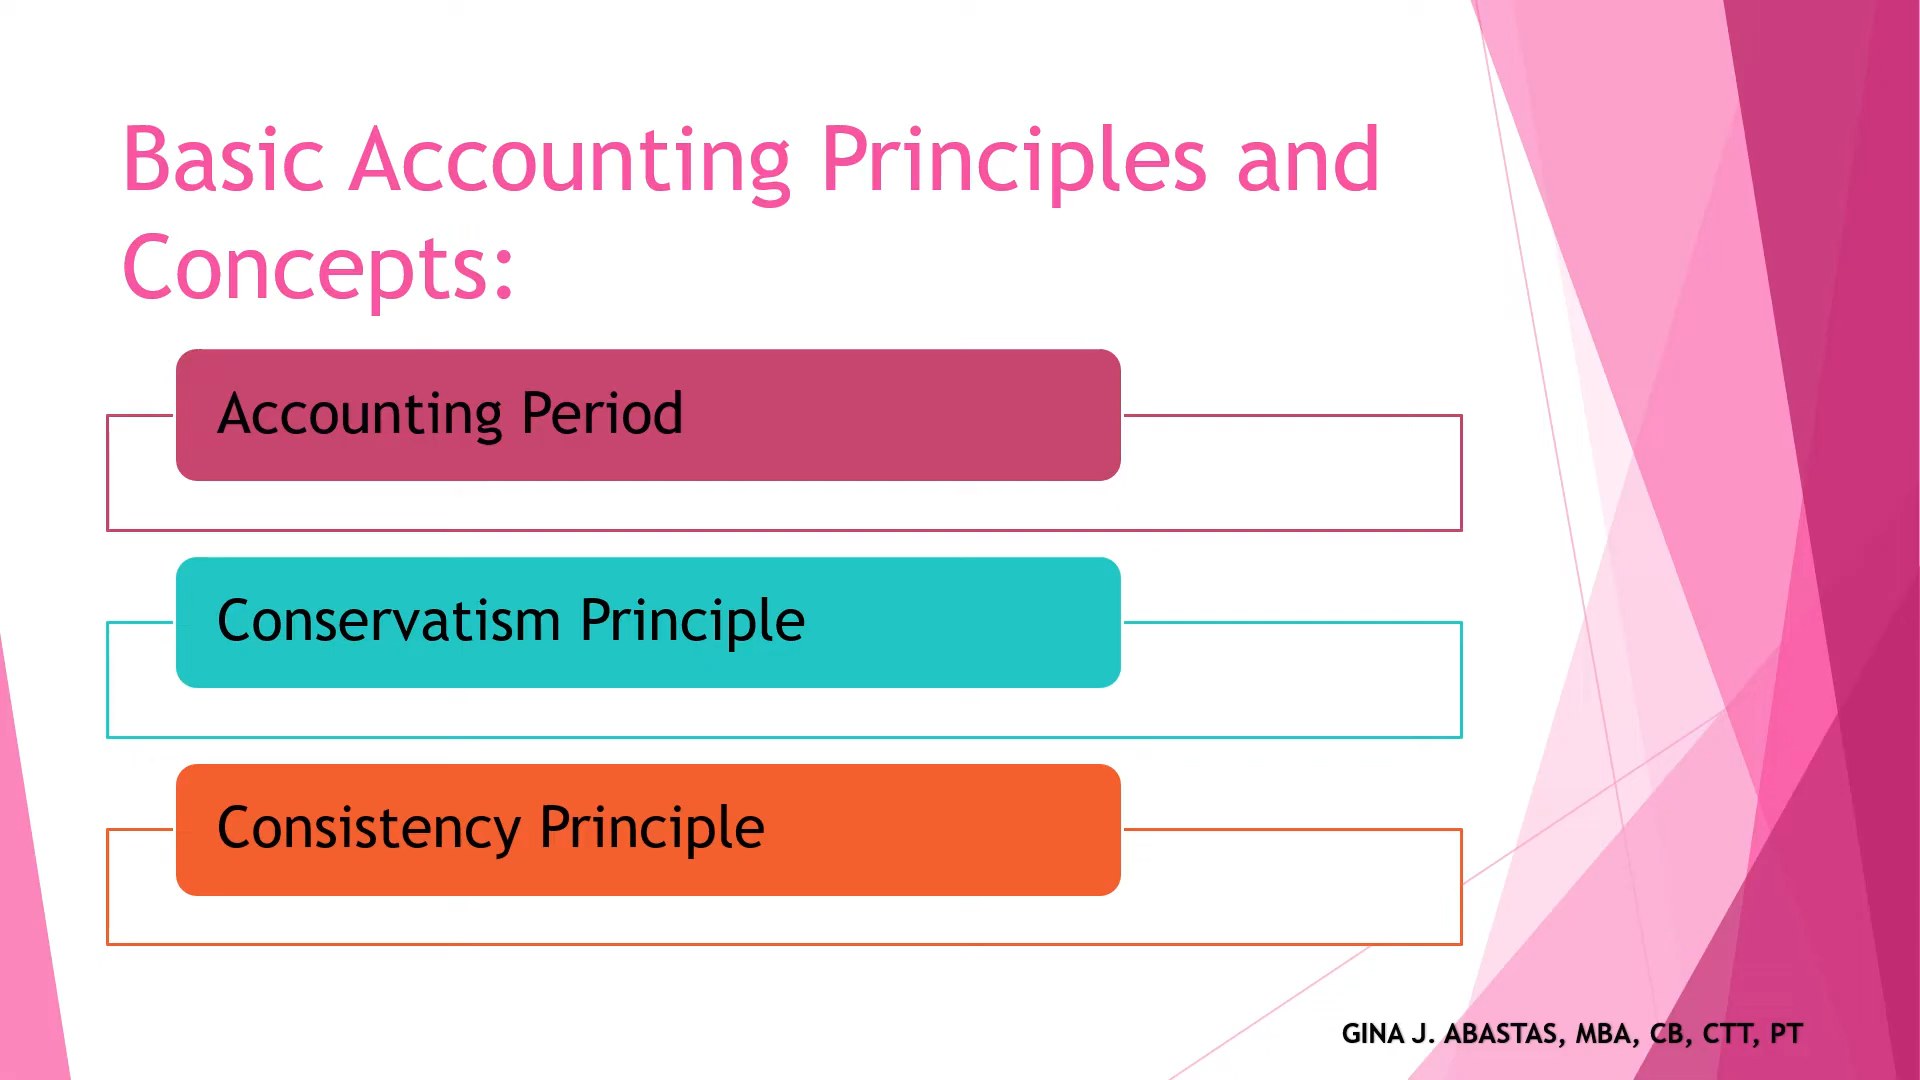 Basic Accounting Principles and
Concepts:
Accounting Period
Conservatism Principle
Consistency Principle
GINA J. ABASTAS, MBA, CB, CTT, PT